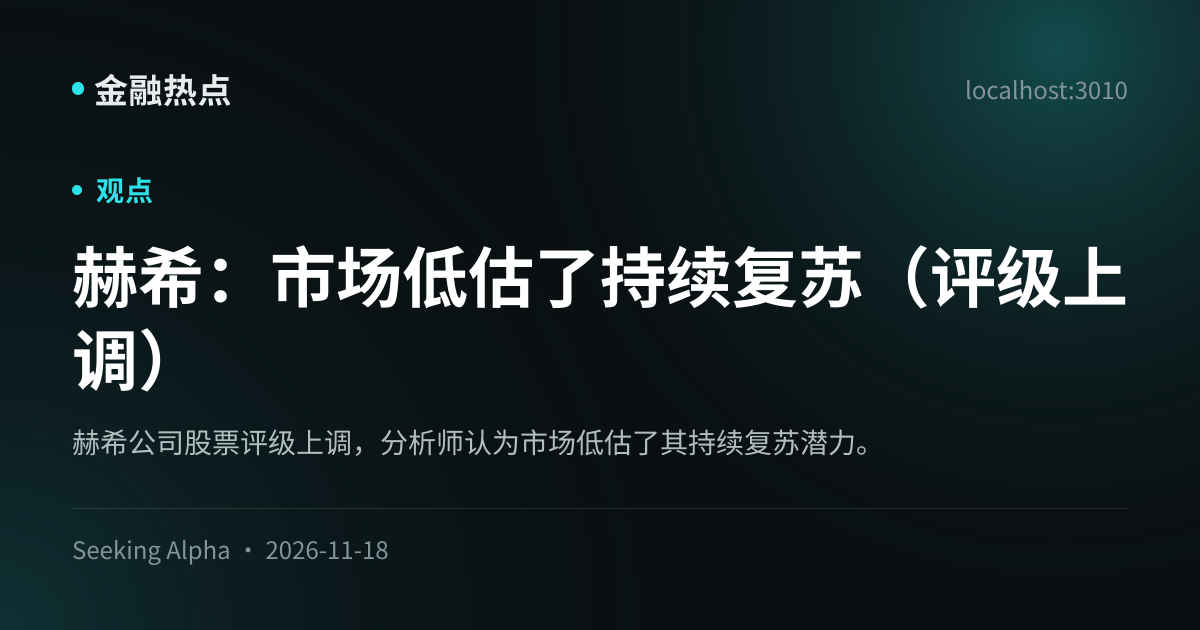 金融热点
localhost:3010
观点
赫希：市场低估了持续复苏（评级上
调）
赫希公司股票评级上调，分析师认为市场低估了其持续复苏潜力。
Seeking Alpha • 2026-11-18